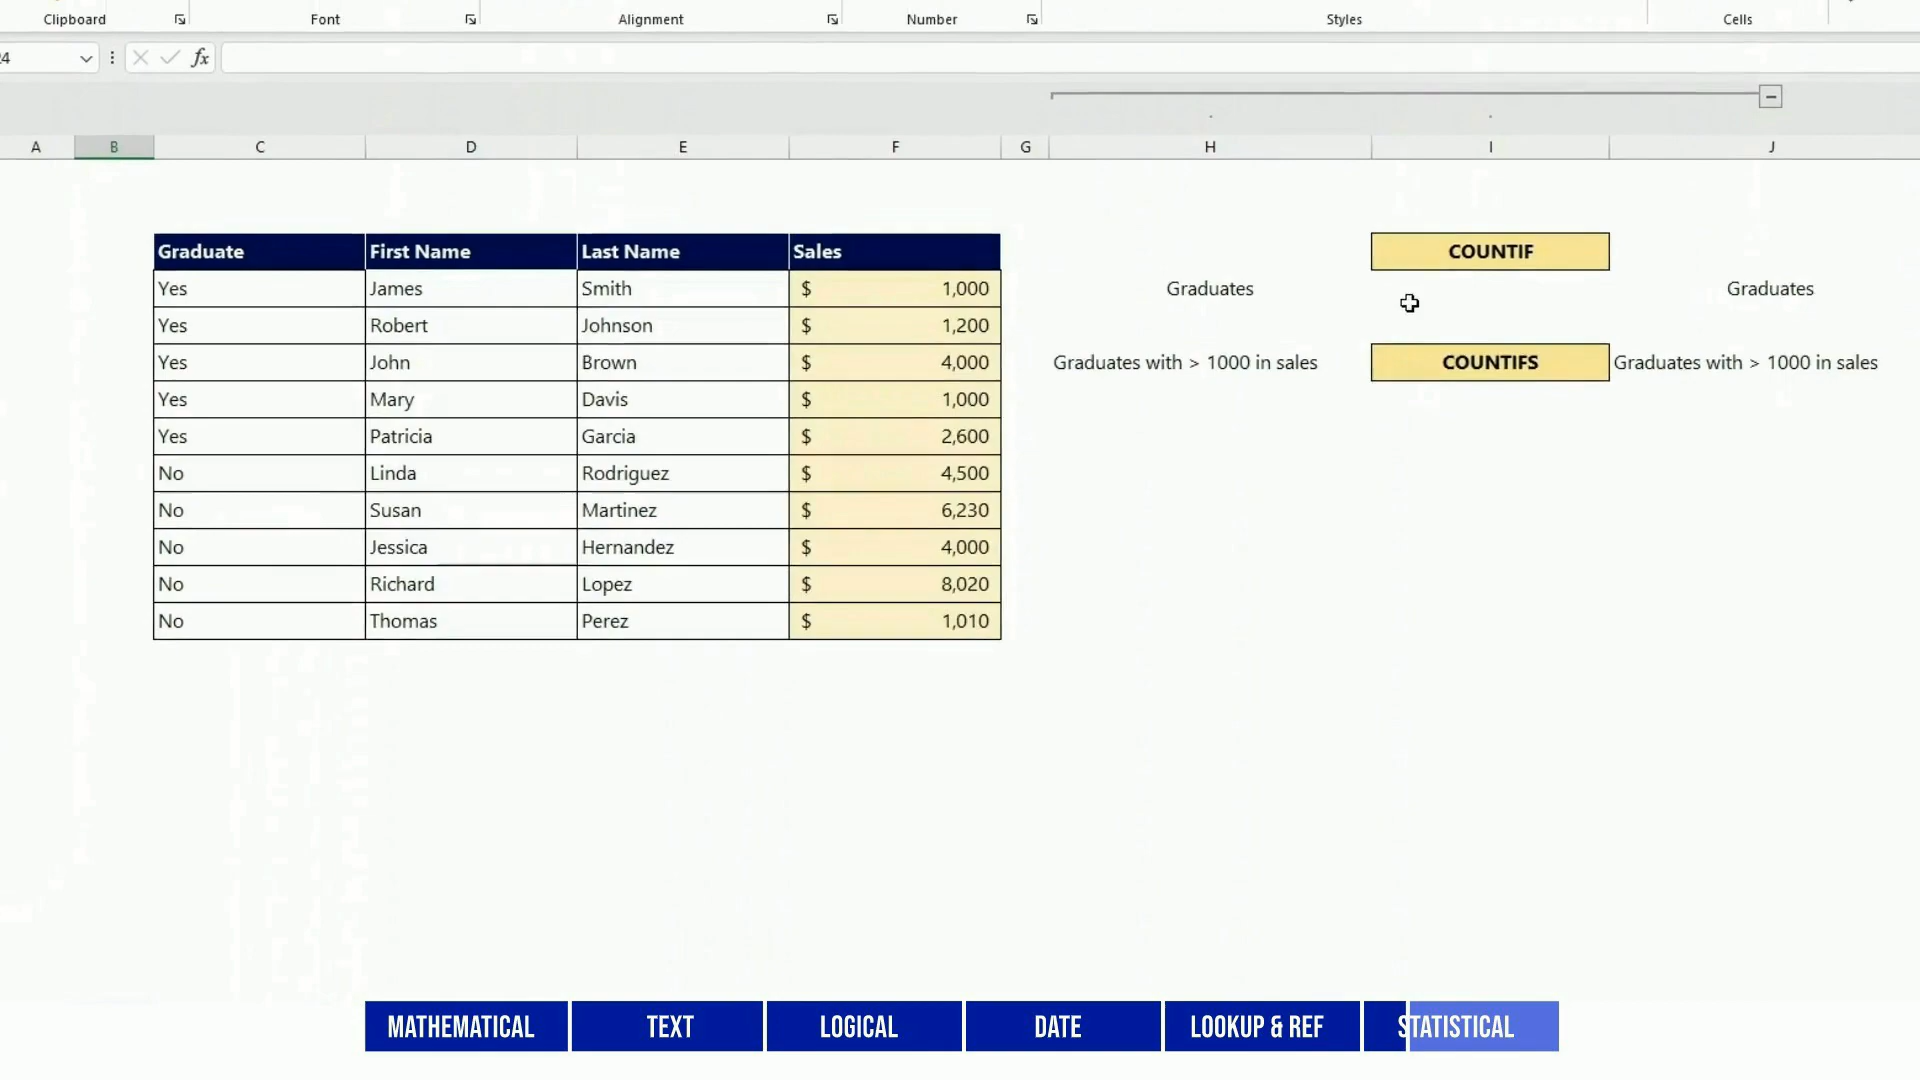 Clipboard Font Alignment Number Styles Cells
24 fx
A B C D E F G H I J
Graduate First Name Last Name Sales COUNTIF
Yes James Smith $ 1,000 Graduates Graduates
Yes Robert Johnson $ 1,200
Yes John Brown $ 4,000 Graduates with > 1000 in sales COUNTIFS Graduates with > 1000 in sales
Yes Mary Davis $ 1,000
Yes Patricia Garcia $ 2,600
No Linda Rodriguez $ 4,500
No Susan Martinez $ 6,230
No Jessica Hernandez $ 4,000
No Richard Lopez $ 8,020
No Thomas Perez $ 1,010
MATHEMATICAL TEXT LOGICAL DATE LOOKUP & REF STATISTICAL